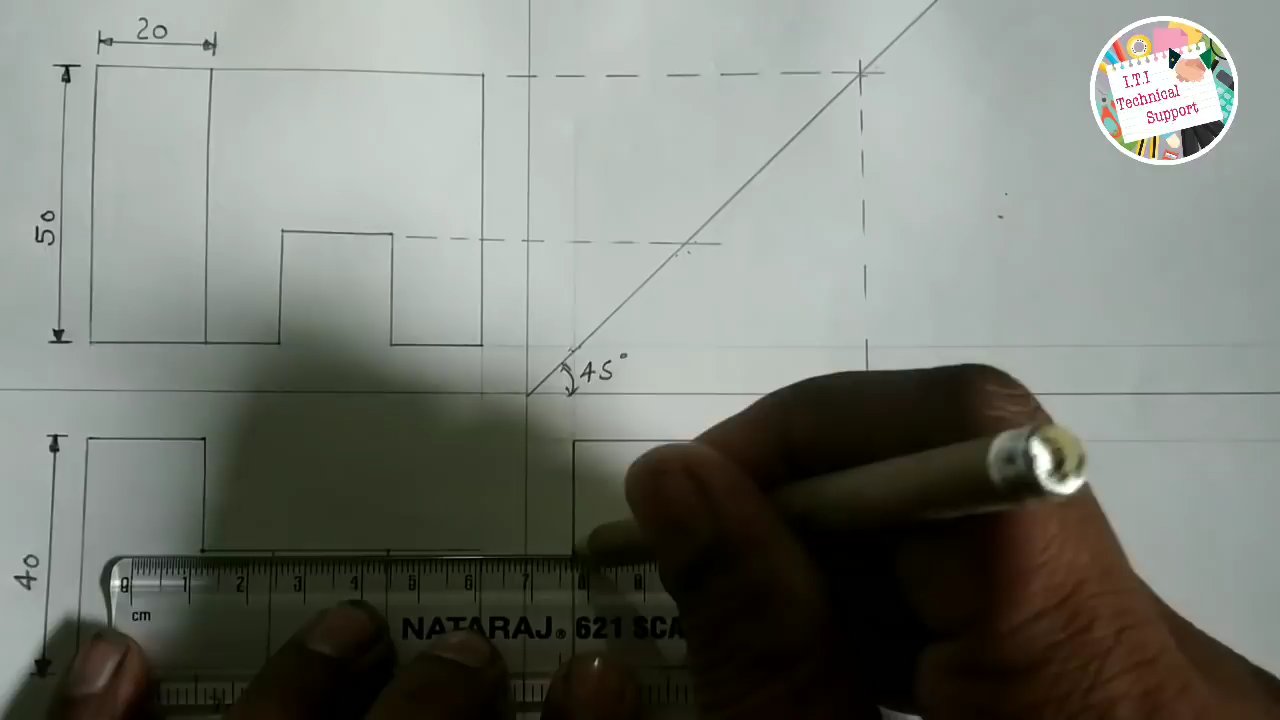 20
50
45°
40
0 1 2 3 4 5 6 7 8 9
cm
NATARAJ® 621 SCA
I.T.I
Technical
Support